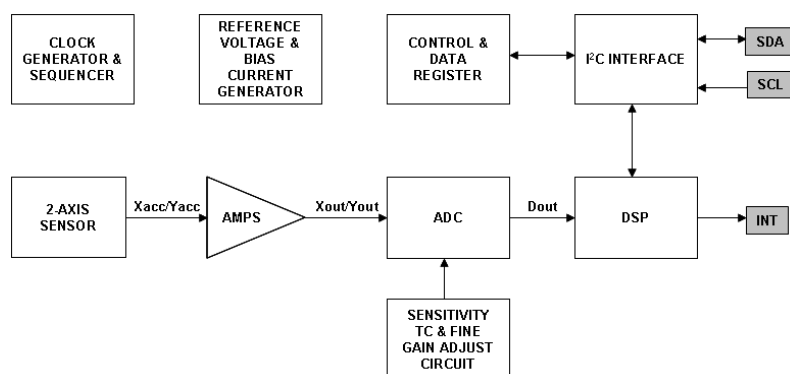 CLOCK
GENERATOR &
SEQUENCER
REFERENCE
VOLTAGE &
BIAS
CURRENT
GENERATOR
CONTROL &
DATA
REGISTER
I²C INTERFACE
SDA
SCL
2-AXIS
SENSOR
Xacc/Yacc
AMPS
Xout/Yout
ADC
Dout
DSP
INT
SENSITIVITY
TC & FINE
GAIN ADJUST
CIRCUIT